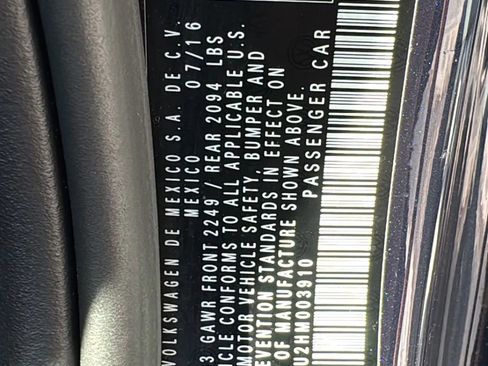 VOLKSWAGEN DE MEXICO S.A. DE C.V.
MEXICO 07/16
3 GAWR FRONT 2249 / REAR 2094 LBS
ICLE CONFORMS TO ALL APPLICABLE U.S.
MOTOR VEHICLE SAFETY, BUMPER AND
EVENTION STANDARDS IN EFFECT ON
OF MANUFACTURE SHOWN ABOVE.
U2HM003910 PASSENGER CAR